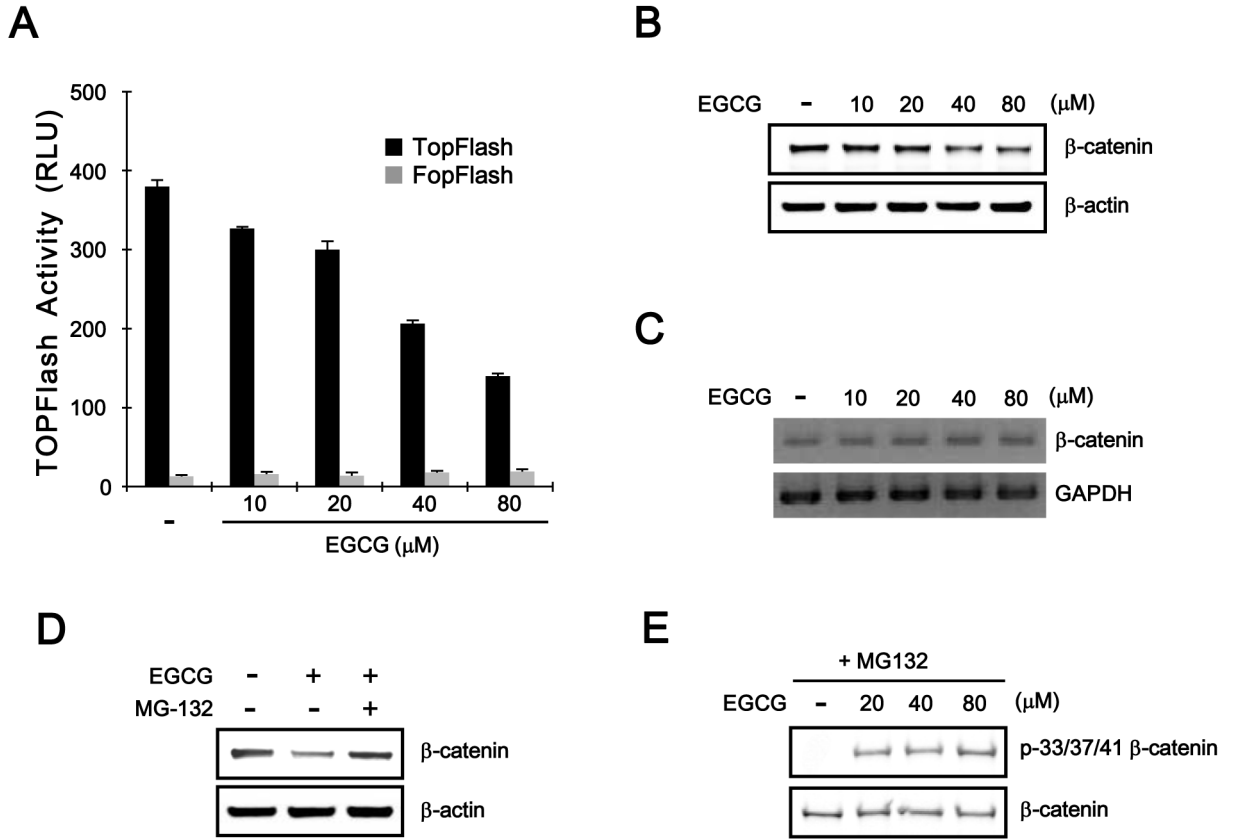 A
TOPFlash Activity (RLU)
500
400
300
200
100
0
TopFlash
FopFlash
- 10 20 40 80
EGCG (μM)
B
EGCG - 10 20 40 80 (μM)
β-catenin
β-actin
C
EGCG - 10 20 40 80 (μM)
β-catenin
GAPDH
D
EGCG - + +
MG-132 - - +
β-catenin
β-actin
E
+ MG132
EGCG - 20 40 80 (μM)
p-33/37/41 β-catenin
β-catenin